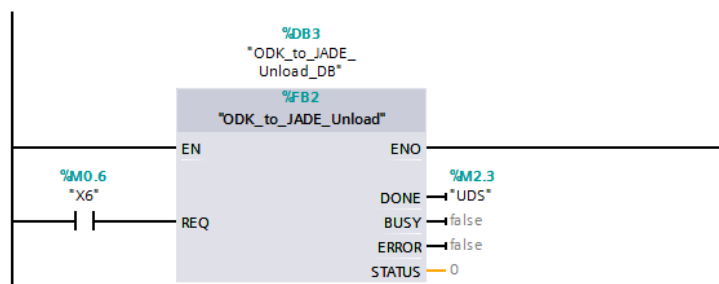 %DB3
"ODK_to_JADE_
Unload_DB"
%FB2
"ODK_to_JADE_Unload"
EN
ENO
%M0.6
"X6"
REQ
%M2.3
DONE "UDS"
BUSY false
ERROR false
STATUS 0